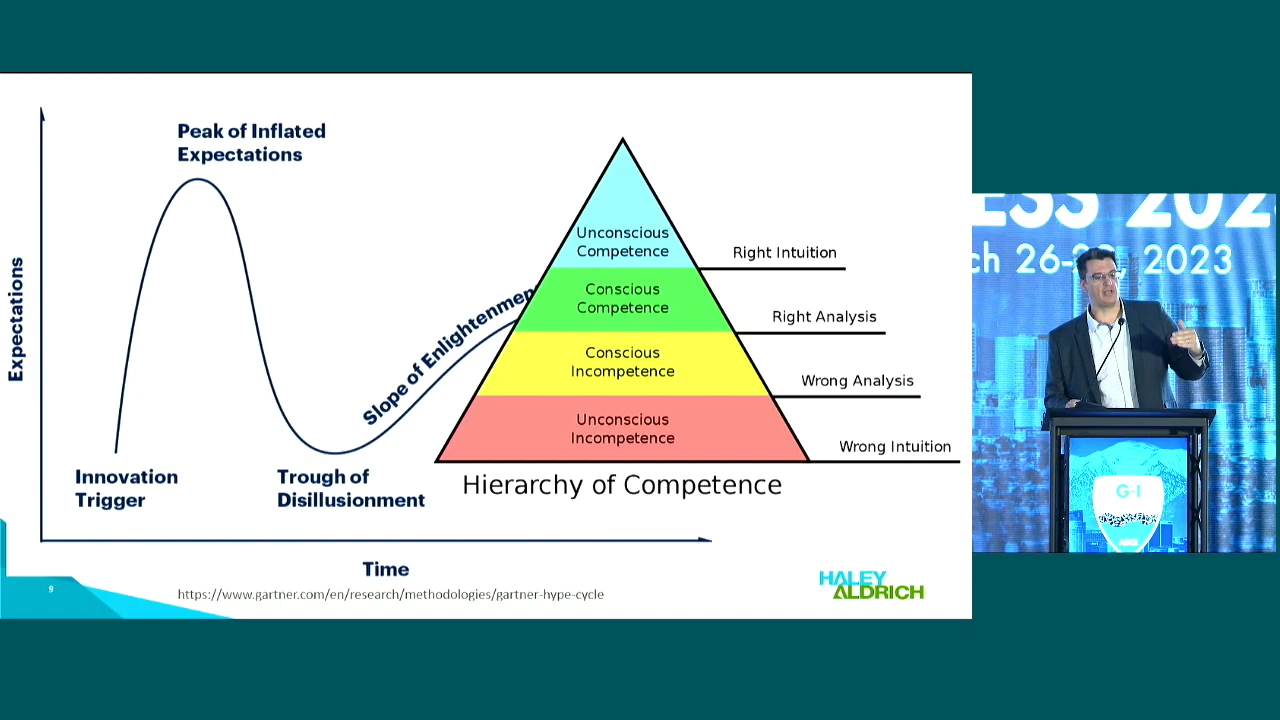 Peak of Inflated
Expectations
Expectations
Slope of Enlightenmen
Innovation
Trigger
Trough of
Disillusionment
Time
Unconscious
Competence
Conscious
Competence
Conscious
Incompetence
Unconscious
Incompetence
Right Intuition
Right Analysis
Wrong Analysis
Wrong Intuition
Hierarchy of Competence
9
https://www.gartner.com/en/research/methodologies/gartner-hype-cycle
HALEY
ALDRICH
ESS 202
ch 26-2 , 2023
G-I